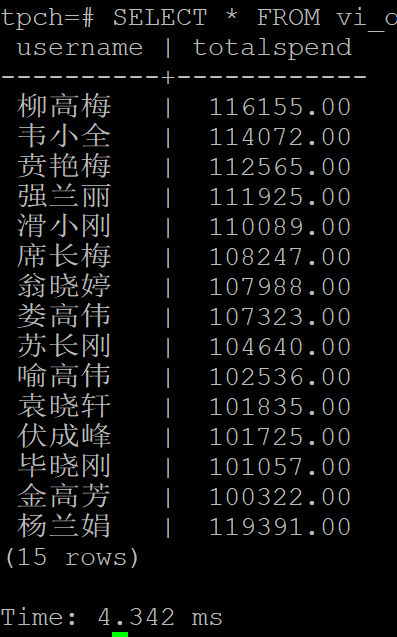 tpch=# SELECT * FROM vi_o
username | totalspend
----------+-------------
柳高梅 | 116155.00
韦小全 | 114072.00
贲艳梅 | 112565.00
强兰丽 | 111925.00
滑小刚 | 110089.00
席长梅 | 108247.00
翁晓婷 | 107988.00
娄高伟 | 107323.00
苏长刚 | 104640.00
喻高伟 | 102536.00
袁晓轩 | 101835.00
伏成峰 | 101725.00
毕晓刚 | 101057.00
金高芳 | 100322.00
杨兰娟 | 119391.00
(15 rows)
Time: 4.342 ms